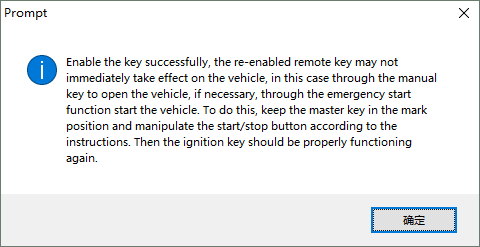 Prompt
Enable the key successfully, the re-enabled remote key may not
immediately take effect on the vehicle, in this case through the manual
key to open the vehicle, if necessary, through the emergency start
function start the vehicle. To do this, keep the master key in the mark
position and manipulate the start/stop button according to the
instructions. Then the ignition key should be properly functioning
again.
确定